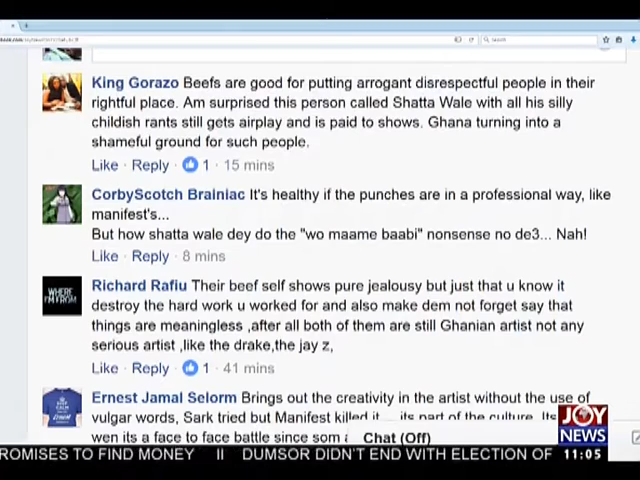 King Gorazo Beefs are good for putting arrogant disrespectful people in their
rightful place. Am surprised this person called Shatta Wale with all his silly
childish rants still gets airplay and is paid to shows. Ghana turning into a
shameful ground for such people.
Like · Reply · 1 · 15 mins
CorbyScotch Brainiac It's healthy if the punches are in a professional way, like
manifest's...
But how shatta wale dey do the "wo maame baabi" nonsense no de3... Nah!
Like · Reply · 8 mins
Richard Rafiu Their beef self shows pure jealousy but just that u know it
destroy the hard work u worked for and also make dem not forget say that
things are meaningless ,after all both of them are still Ghanian artist not any
serious artist ,like the drake,the jay z,
Like · Reply · 1 · 41 mins
Ernest Jamal Selorm Brings out the creativity in the artist without the use of
vulgar words, Sark tried but Manifest killed it... its part of the culture. Its
wen its a face to face battle since som
Chat (Off)
JOY
NEWS
11:05
ROMISES TO FIND MONEY II DUMSOR DIDN'T END WITH ELECTION OF